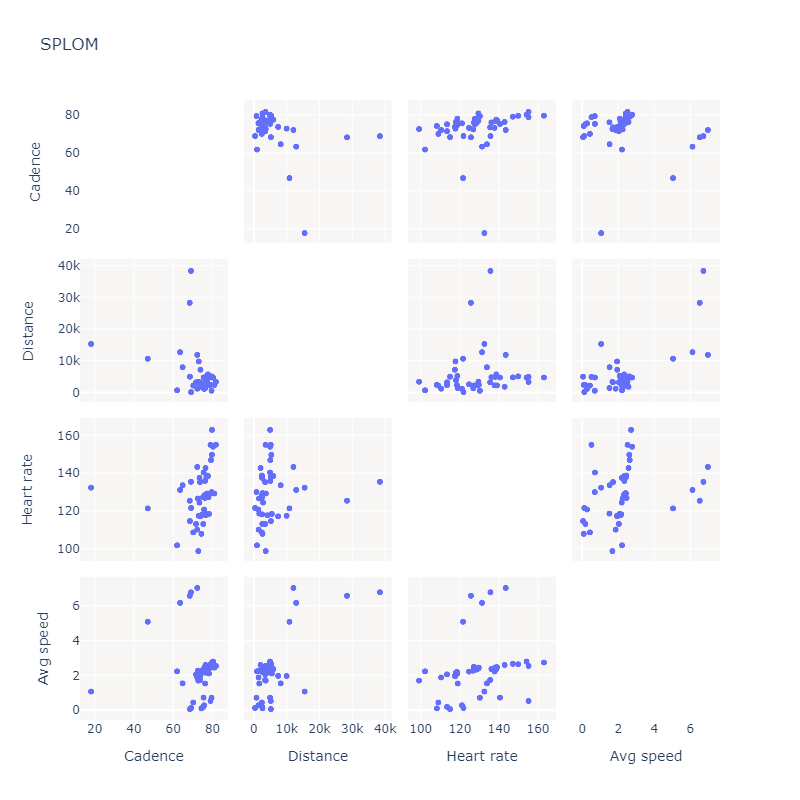 SPLOM
80
60
40
20
Cadence
40k
30k
20k
10k
0
Distance
160
140
120
100
Heart rate
6
4
2
0
Avg speed
20 40 60 80 0 10k 20k 30k 40k 100 120 140 160 0 2 4 6
Cadence Distance Heart rate Avg speed